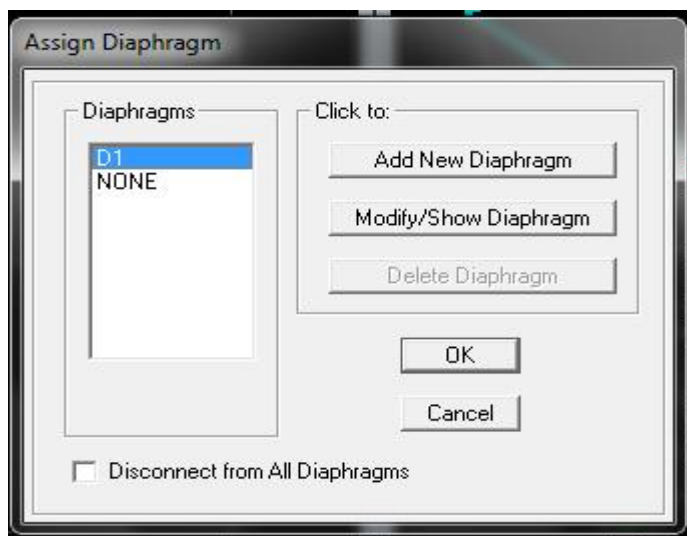 Assign Diaphragm
Diaphragms
D1
NONE
Click to:
Add New Diaphragm
Modify/Show Diaphragm
Delete Diaphragm
OK
Cancel
Disconnect from All Diaphragms